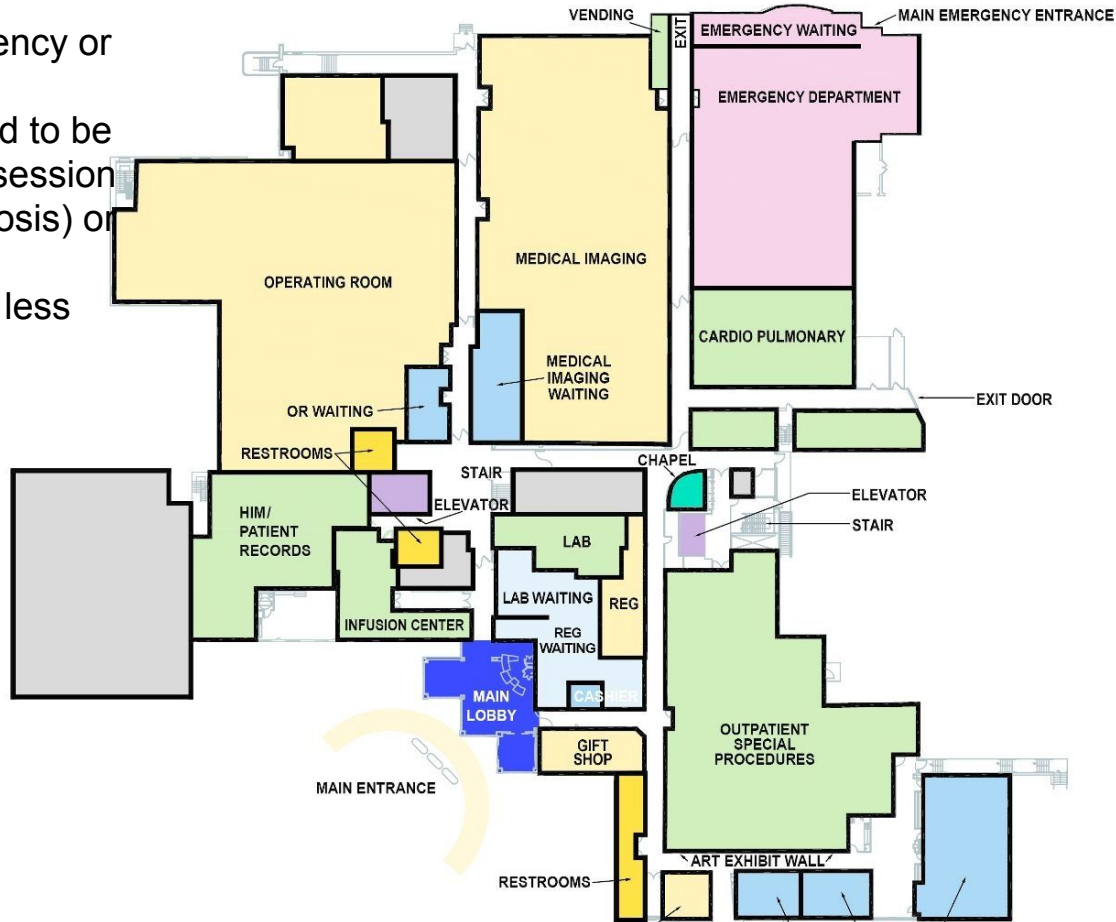 ency or
d to be
session
osis) or
less
VENDING
EXIT
EMERGENCY WAITING
MAIN EMERGENCY ENTRANCE
EMERGENCY DEPARTMENT
OPERATING ROOM
MEDICAL IMAGING
CARDIO PULMONARY
MEDICAL
IMAGING
WAITING
OR WAITING
EXIT DOOR
RESTROOMS
STAIR
CHAPEL
ELEVATOR
ELEVATOR
STAIR
HIM/
PATIENT
RECORDS
LAB
LAB WAITING
REG
REG
WAITING
INFUSION CENTER
MAIN
LOBBY
CASHIER
GIFT
SHOP
OUTPATIENT
SPECIAL
PROCEDURES
MAIN ENTRANCE
ART EXHIBIT WALL
RESTROOMS